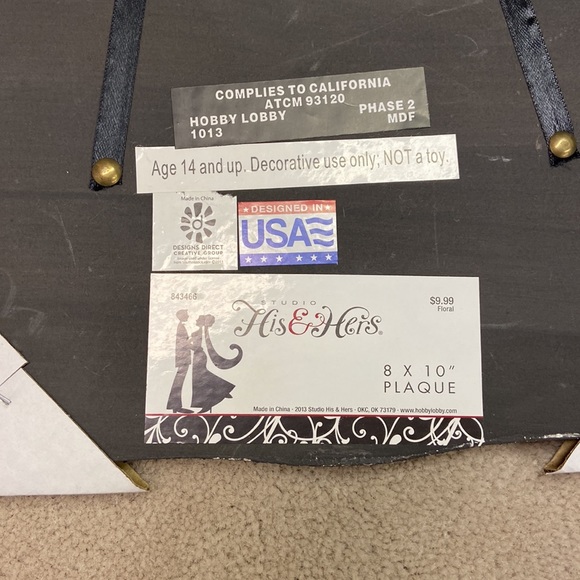 COMPLIES TO CALIFORNIA
ATCM 93120
HOBBY LOBBY PHASE 2
1013 MDF
Age 14 and up. Decorative use only; NOT a toy.
Made in China
DESIGNS DIRECT
CREATIVE GROUP
DESIGNED IN
USA
843466
STUDIO
His & Hers®
$9.99
Floral
8 X 10"
PLAQUE
Made in China - 2013 Studio His & Hers - OKC, OK 73179 - www.hobbylobby.com